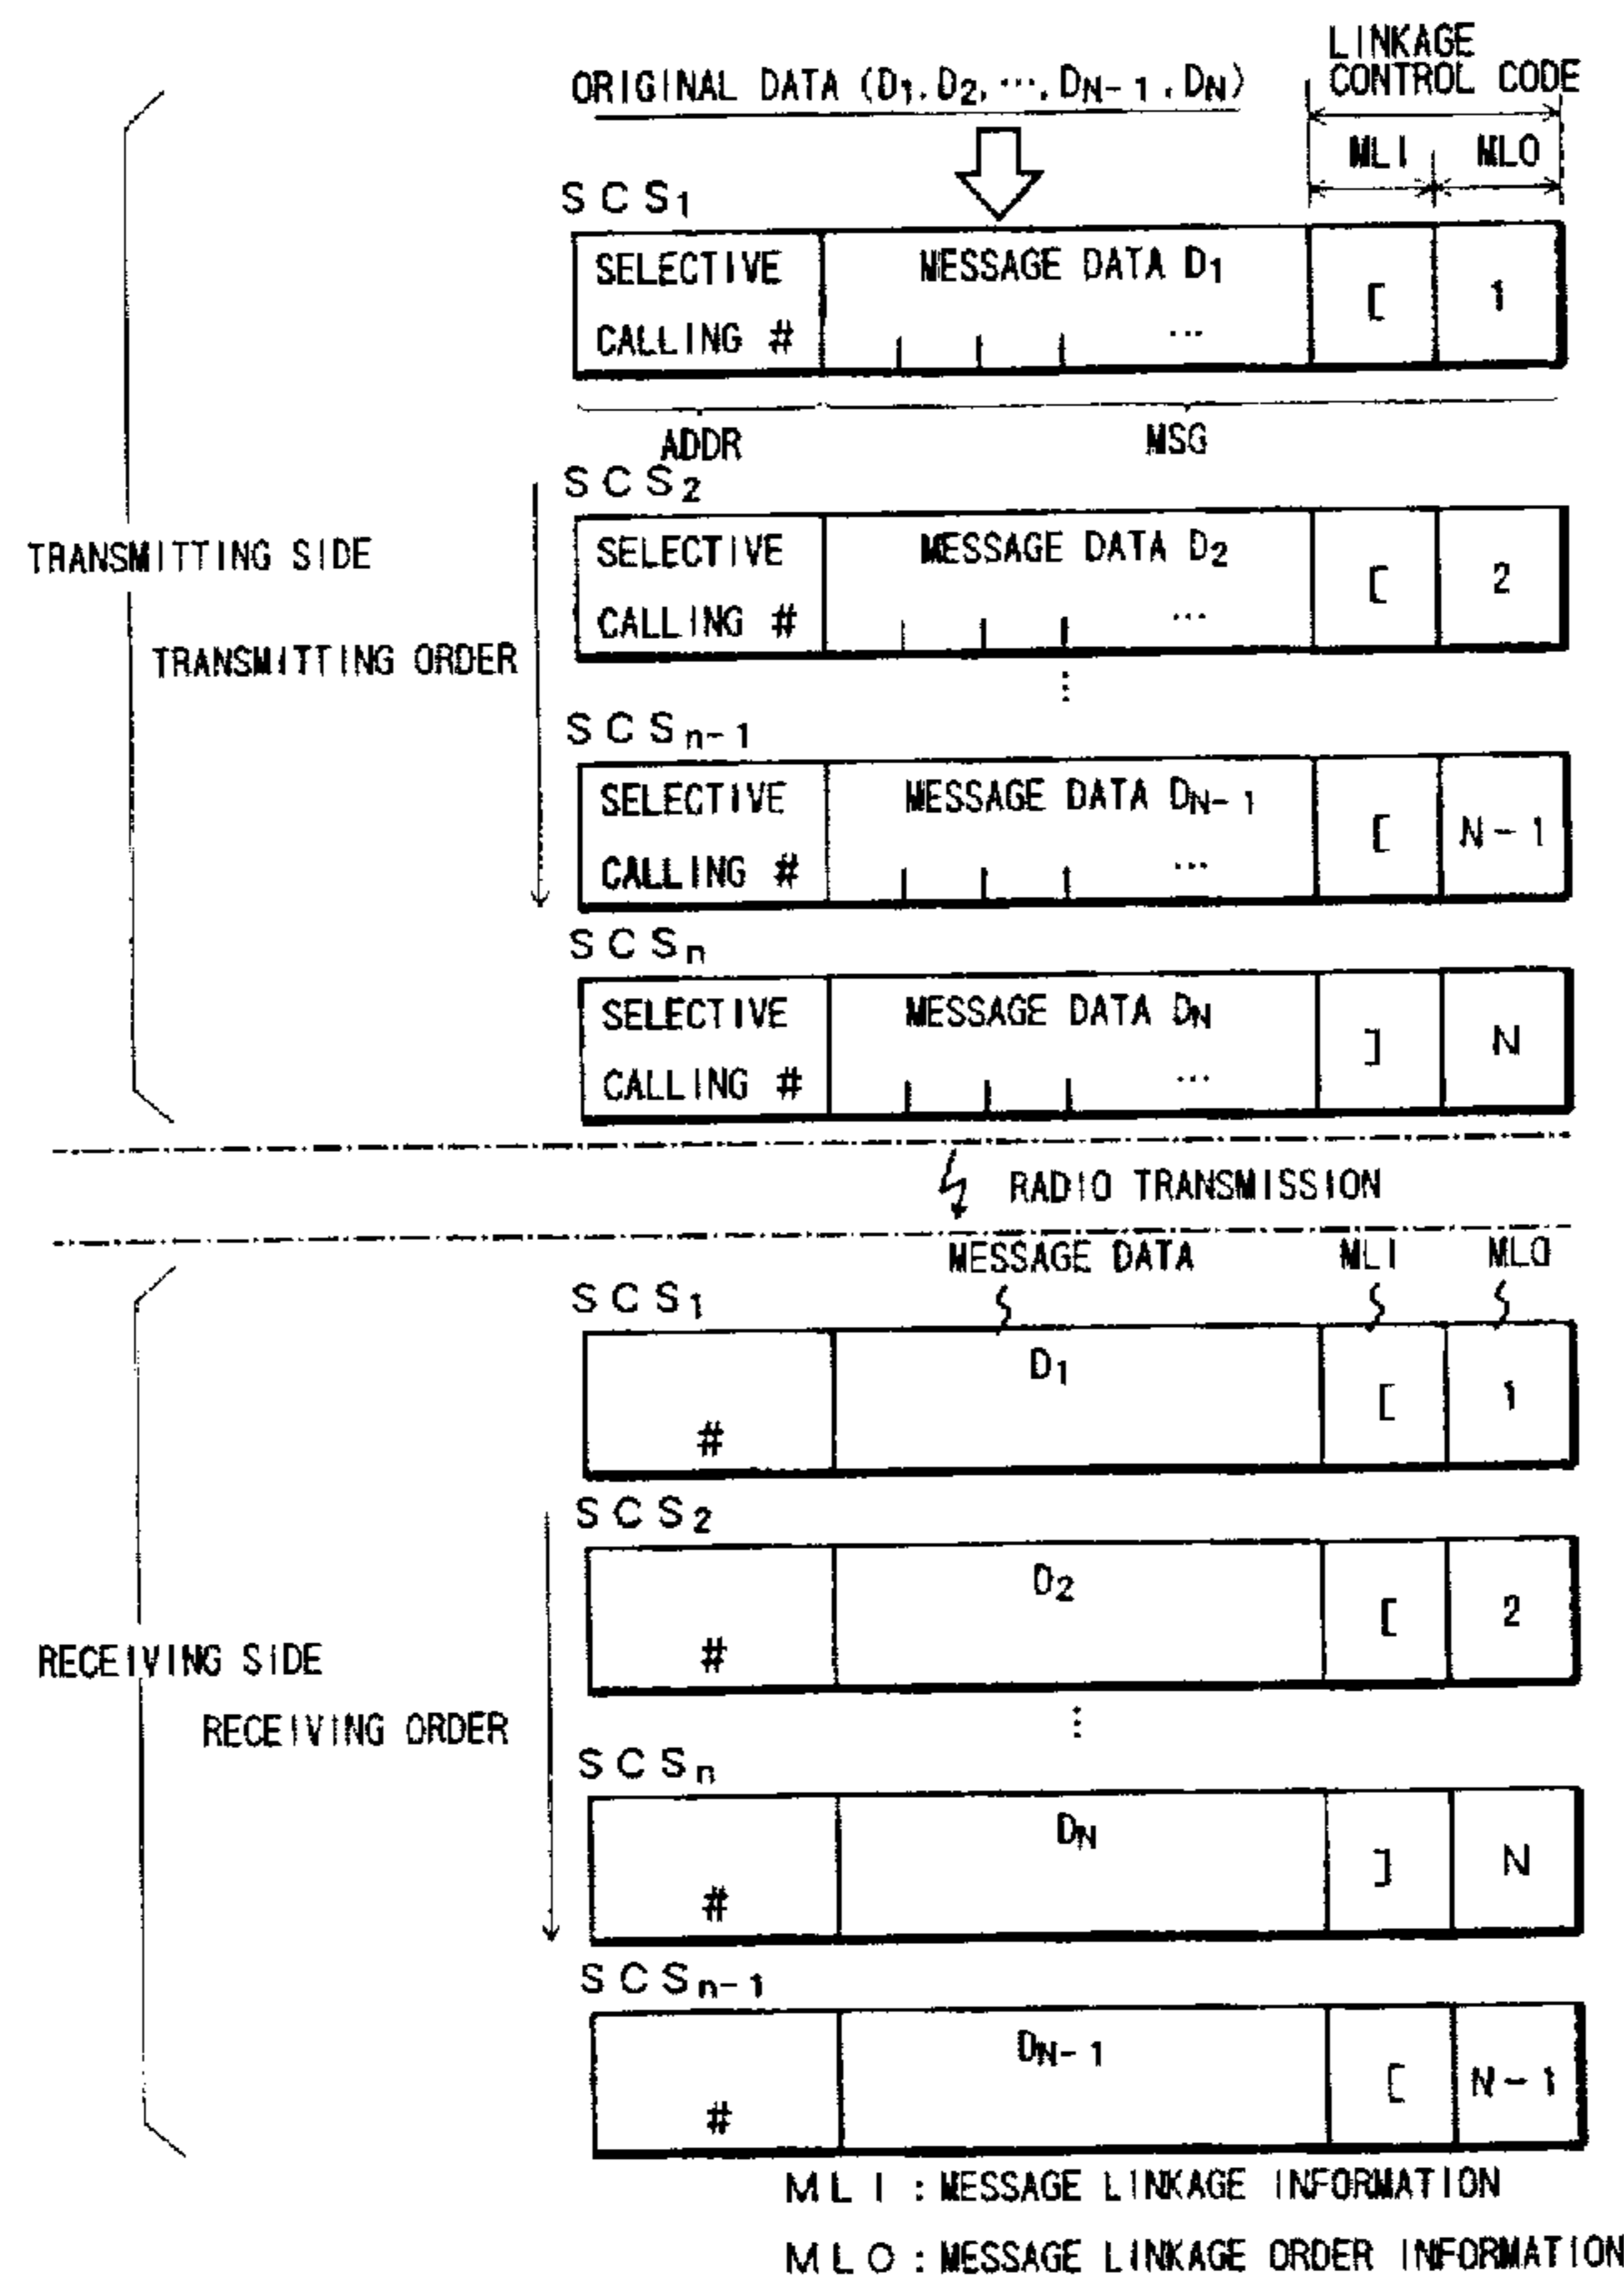 LINKAGE
CONTROL CODE
ORIGINAL DATA (D1, D2, ···, DN-1, DN)
MLI MLO
SCS1
SELECTIVE MESSAGE DATA D1
[ 1
CALLING # ···
ADDR MSG
SCS2
SELECTIVE MESSAGE DATA D2
TRANSMITTING SIDE [ 2
CALLING # ···
TRANSMITTING ORDER
⋮
SCSn-1
SELECTIVE MESSAGE DATA DN-1
[ N-1
CALLING # ···
SCSn
SELECTIVE MESSAGE DATA DN
] N
CALLING # ···
RADIO TRANSMISSION
MESSAGE DATA MLI MLO
SCS1
D1
[ 1
#
SCS2
D2
[ 2
RECEIVING SIDE #
RECEIVING ORDER ⋮
SCSn
DN
] N
#
SCSn-1
DN-1
[ N-1
#
MLI : MESSAGE LINKAGE INFORMATION
MLO : MESSAGE LINKAGE ORDER INFORMATION